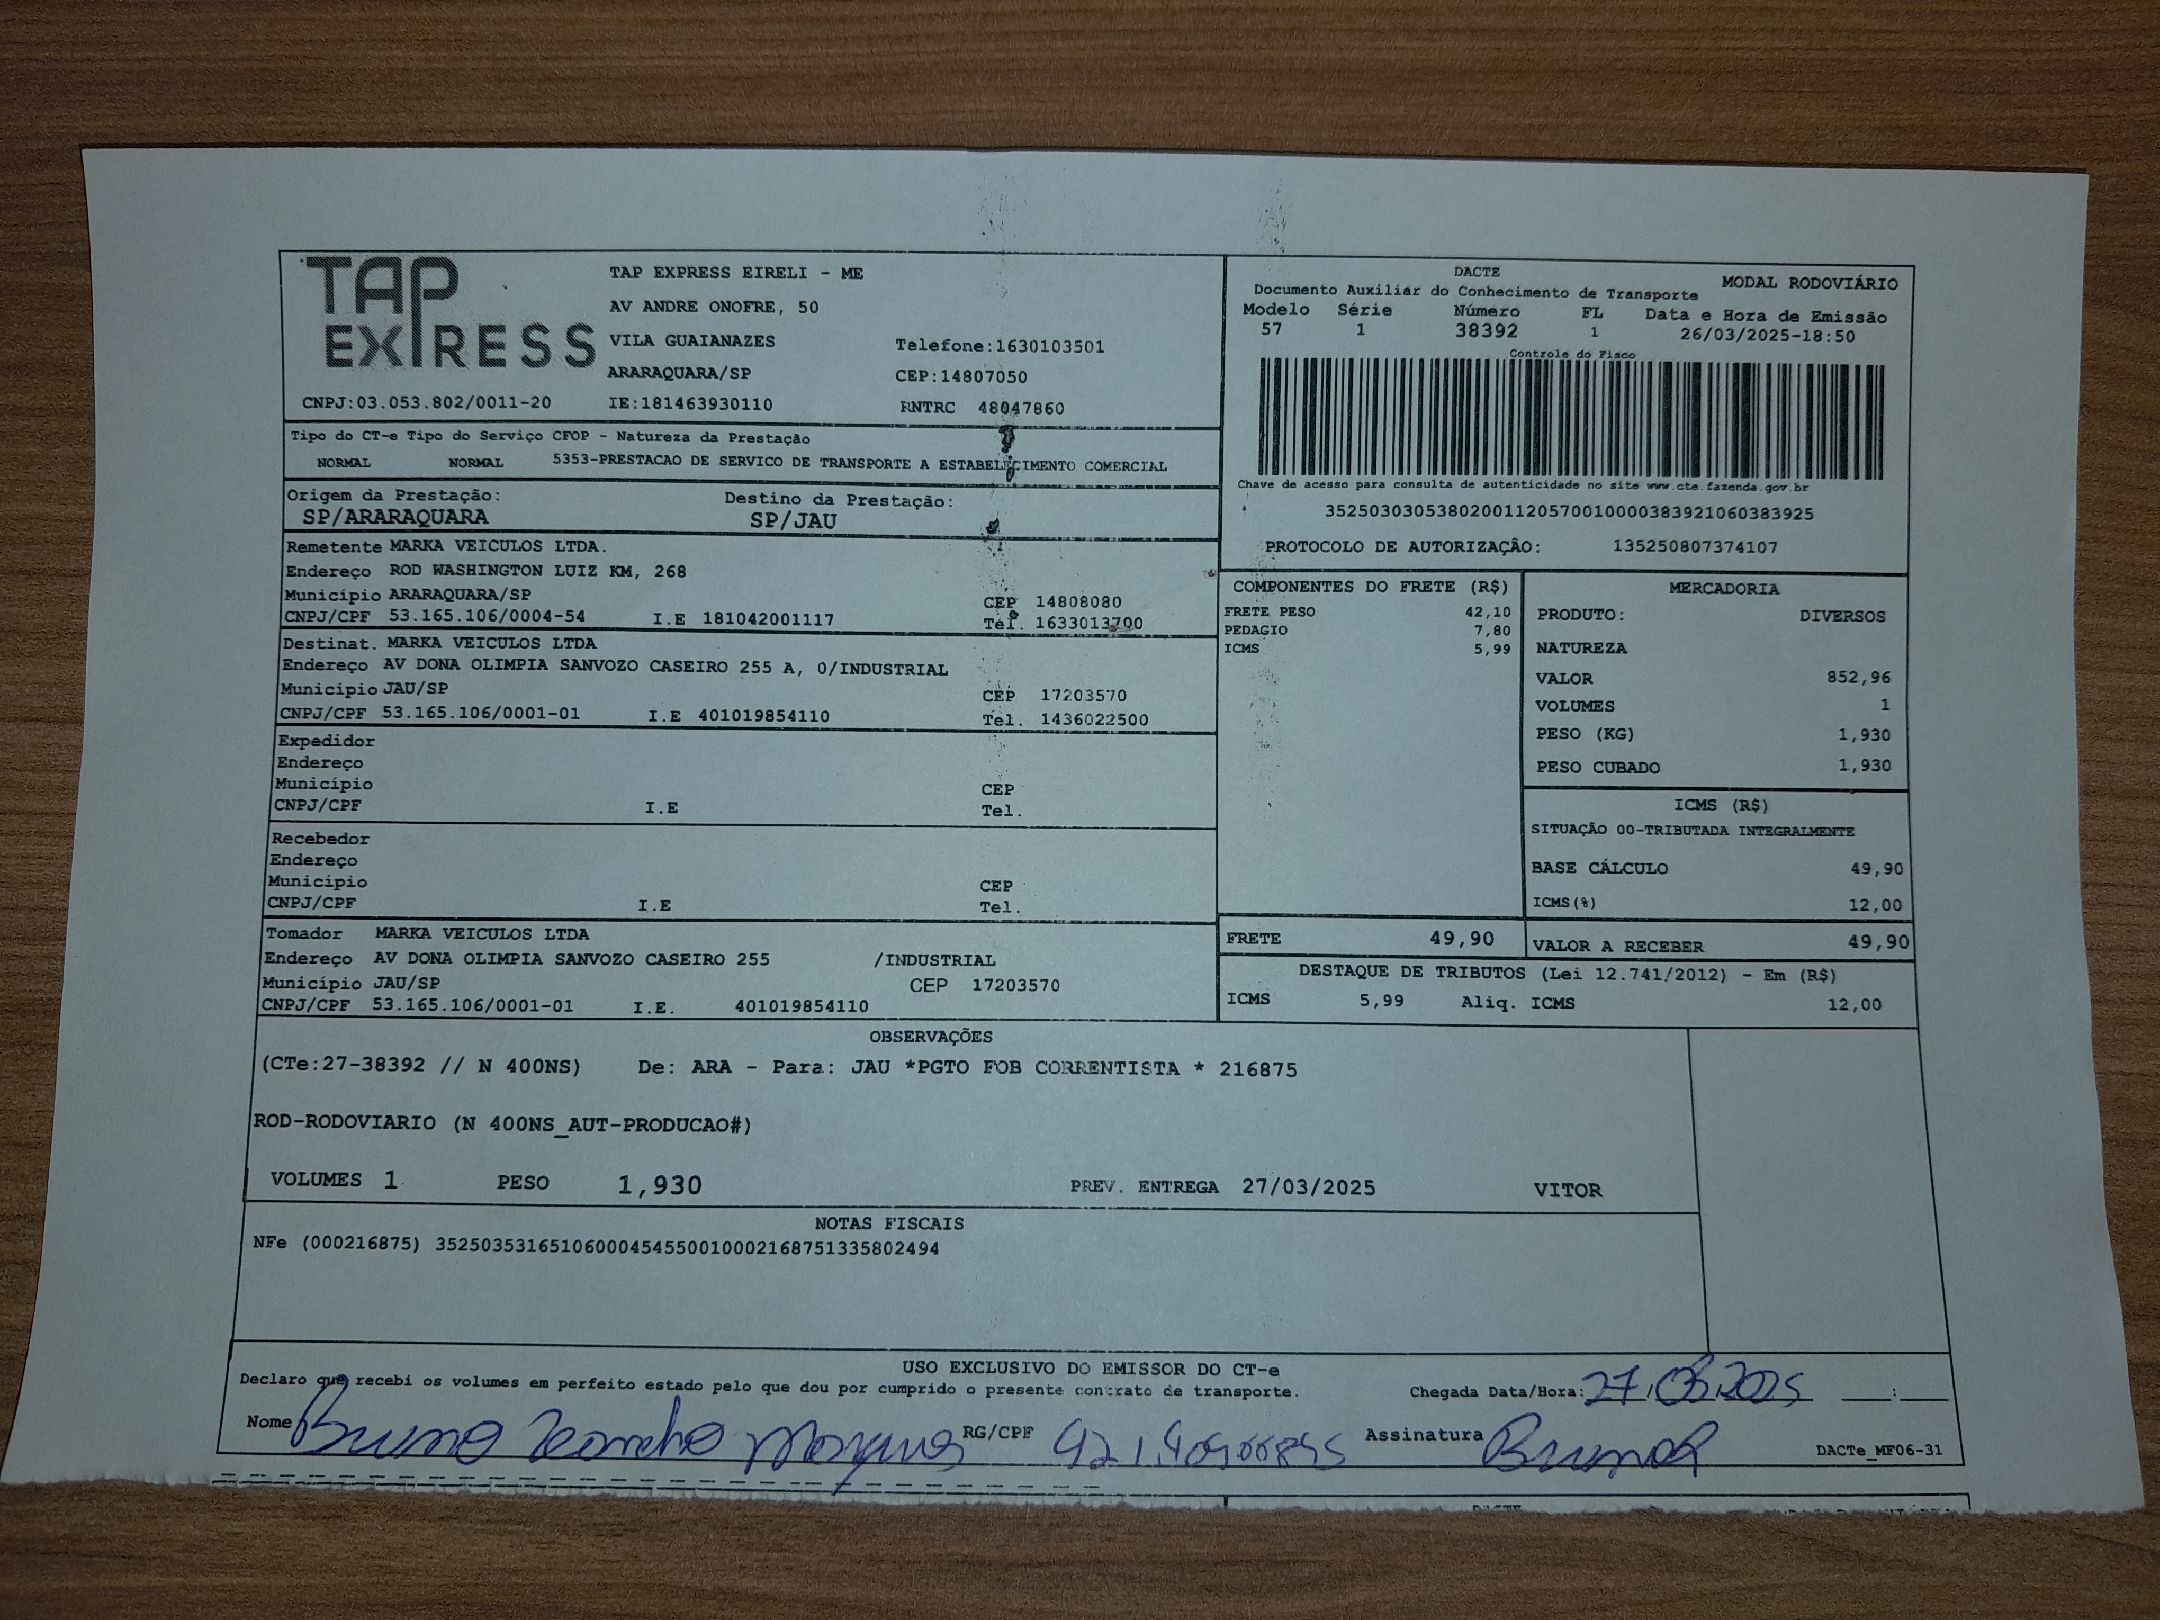 TAP
EXPRESS
TAP EXPRESS EIRELI - ME
AV ANDRE ONOFRE, 50
VILA GUAIANAZES Telefone:1630103501
ARARAQUARA/SP CEP:14807050
CNPJ:03.053.802/0011-20 IE:181463930110 RNTRC 48047860
DACTE MODAL RODOVIÁRIO
Documento Auxiliar do Conhecimento de Transporte
Modelo Série Número FL Data e Hora de Emissão
57 1 38392 1 26/03/2025-18:50
Controle do Fisco
Chave de acesso para consulta de autenticidade no site www.cte.fazenda.gov.br
35250303053802001120570010000383921060383925
PROTOCOLO DE AUTORIZAÇÃO: 135250807374107
Tipo do CT-e Tipo do Serviço CFOP - Natureza da Prestação
NORMAL NORMAL 5353-PRESTACAO DE SERVICO DE TRANSPORTE A ESTABELECIMENTO COMERCIAL
Origem da Prestação: Destino da Prestação:
SP/ARARAQUARA SP/JAU
Remetente MARKA VEICULOS LTDA.
Endereço ROD WASHINGTON LUIZ KM, 268
Município ARARAQUARA/SP CEP 14808080
CNPJ/CPF 53.165.106/0004-54 I.E 181042001117 Tel. 1633013700
Destinat. MARKA VEICULOS LTDA
Endereço AV DONA OLIMPIA SANVOZO CASEIRO 255 A, 0/INDUSTRIAL
Município JAU/SP CEP 17203570
CNPJ/CPF 53.165.106/0001-01 I.E 401019854110 Tel. 1436022500
Expedidor
Endereço
Município CEP
CNPJ/CPF I.E Tel.
Recebedor
Endereço
Município CEP
CNPJ/CPF I.E Tel.
Tomador MARKA VEICULOS LTDA
Endereço AV DONA OLIMPIA SANVOZO CASEIRO 255 /INDUSTRIAL
Município JAU/SP CEP 17203570
CNPJ/CPF 53.165.106/0001-01 I.E. 401019854110
COMPONENTES DO FRETE (R$)
FRETE PESO 42,10
PEDAGIO 7,80
ICMS 5,99
MERCADORIA
PRODUTO: DIVERSOS
NATUREZA
VALOR 852,96
VOLUMES 1
PESO (KG) 1,930
PESO CUBADO 1,930
ICMS (R$)
SITUAÇÃO 00-TRIBUTADA INTEGRALMENTE
BASE CÁLCULO 49,90
ICMS(%) 12,00
FRETE 49,90 VALOR A RECEBER 49,90
DESTAQUE DE TRIBUTOS (Lei 12.741/2012) - Em (R$)
ICMS 5,99 Aliq. ICMS 12,00
OBSERVAÇÕES
(CTe:27-38392 // N 400NS) De: ARA - Para: JAU *PGTO FOB CORRENTISTA * 216875
ROD-RODOVIARIO (N 400NS_AUT-PRODUCAO#)
VOLUMES 1 PESO 1,930 PREV. ENTREGA 27/03/2025 VITOR
NOTAS FISCAIS
NFe (000216875) 35250353165106000454550010002168751335802494
USO EXCLUSIVO DO EMISSOR DO CT-e
Declaro que recebi os volumes em perfeito estado pelo que dou por cumprido o presente contrato de transporte. Chegada Data/Hora: 27.03.2025 :
Nome Bruno RG/CPF Assinatura
DACTe_MF06-31